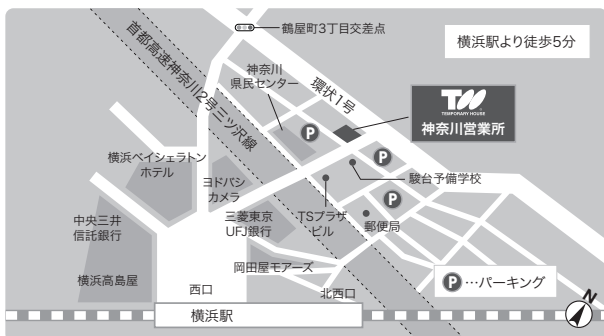 鶴屋町3丁目交差点
横浜駅より徒歩5分
首都高速神奈川2号三ツ沢線
神奈川
県民センター
環状1号
TW
TEMPORARY HOUSE
神奈川営業所
P
P
P
横浜ベイシェラトン
ホテル
ヨドバシ
カメラ
駿台予備学校
中央三井
信託銀行
三菱東京
UFJ銀行
TSプラザ
ビル
郵便局
岡田屋モアーズ
横浜高島屋
西口
北西口
P…パーキング
横浜駅
N